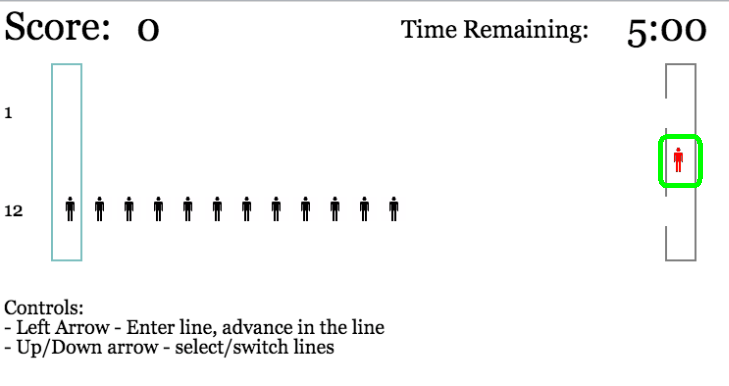 Score: 0
Time Remaining: 5:00
1
12
Controls:
- Left Arrow - Enter line, advance in the line
- Up/Down arrow - select/switch lines